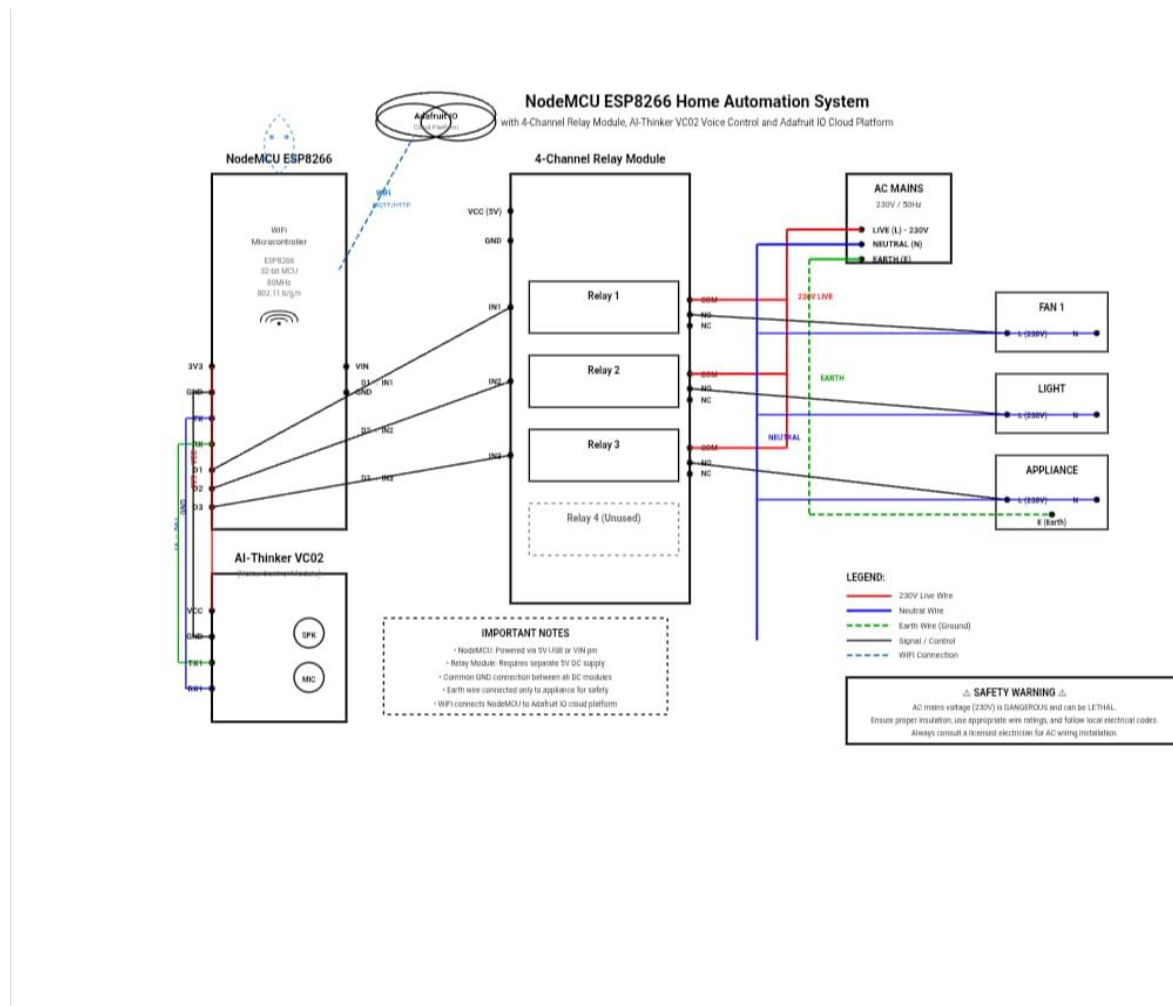 NodeMCU ESP8266 Home Automation System
with 4-Channel Relay Module, AI-Thinker VC02 Voice Control and Adafruit IO Cloud Platform
Adafruit IO
Cloud Platform
WiFi
MQTT/HTTP
NodeMCU ESP8266
WiFi
Microcontroller
ESP8266
32-bit MCU
80MHz
802.11 b/g/n
3V3
GND
TX
RX
D1
D2
D3
VIN
GND
D1 IN1
D2 IN2
D3 IN3
GND
AI-Thinker VC02
VCC
GND
TX1
RX1
SPK
MIC
4-Channel Relay Module
VCC (5V)
GND
IN1
IN2
IN3
Relay 1
COM
NO
NC
Relay 2
COM
NO
NC
Relay 3
COM
NO
NC
Relay 4 (Unused)
AC MAINS
230V / 50Hz
LIVE (L) - 230V
NEUTRAL (N)
EARTH (E)
230V LIVE
EARTH
NEUTRAL
FAN 1
L (230V) N
LIGHT
L (230V) N
APPLIANCE
L (230V) N
E (Earth)
IMPORTANT NOTES
• NodeMCU: Powered via 5V USB or VIN pin
• Relay Module: Requires separate 5V DC supply
• Common GND connection between all DC modules
• Earth wire connected only to appliance for safety
• WiFi connects NodeMCU to Adafruit IO cloud platform
LEGEND:
230V Live Wire
Neutral Wire
Earth Wire (Ground)
Signal / Control
WiFi Connection
⚠ SAFETY WARNING ⚠
AC mains voltage (230V) is DANGEROUS and can be LETHAL.
Ensure proper insulation, use appropriate wire ratings, and follow local electrical codes.
Always consult a licensed electrician for AC wiring installation.